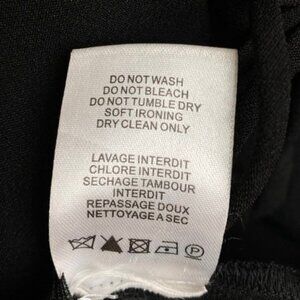 DO NOT WASH
DO NOT BLEACH
DO NOT TUMBLE DRY
SOFT IRONING
DRY CLEAN ONLY
LAVAGE INTERDIT
CHLORE INTERDIT
SECHAGE TAMBOUR
INTERDIT
REPASSAGE DOUX
NETTOYAGE A SEC
P